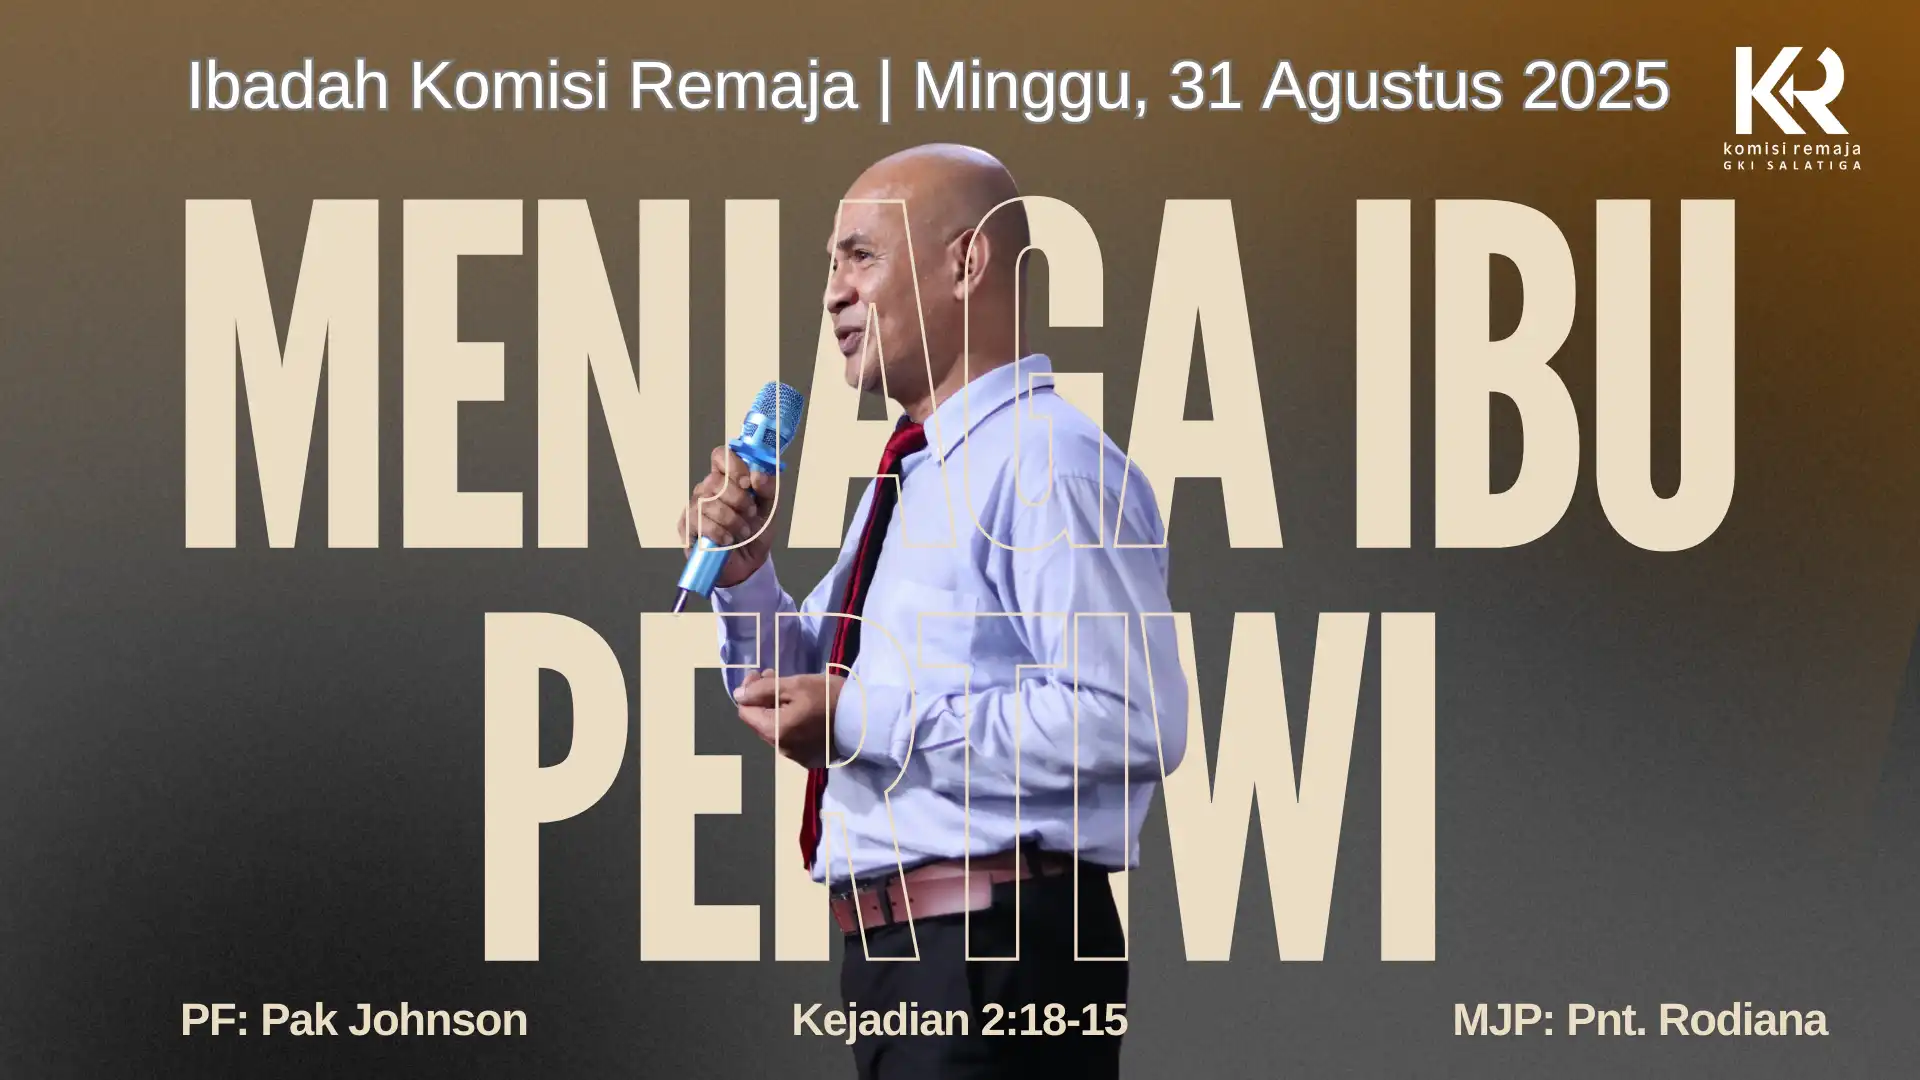 Ibadah Komisi Remaja | Minggu, 31 Agustus 2025
KR
komisi remaja
GKI SALATIGA
MENJAGA IBU
PERTIWI
PF: Pak Johnson
Kejadian 2:18-15
MJP: Pnt. Rodiana